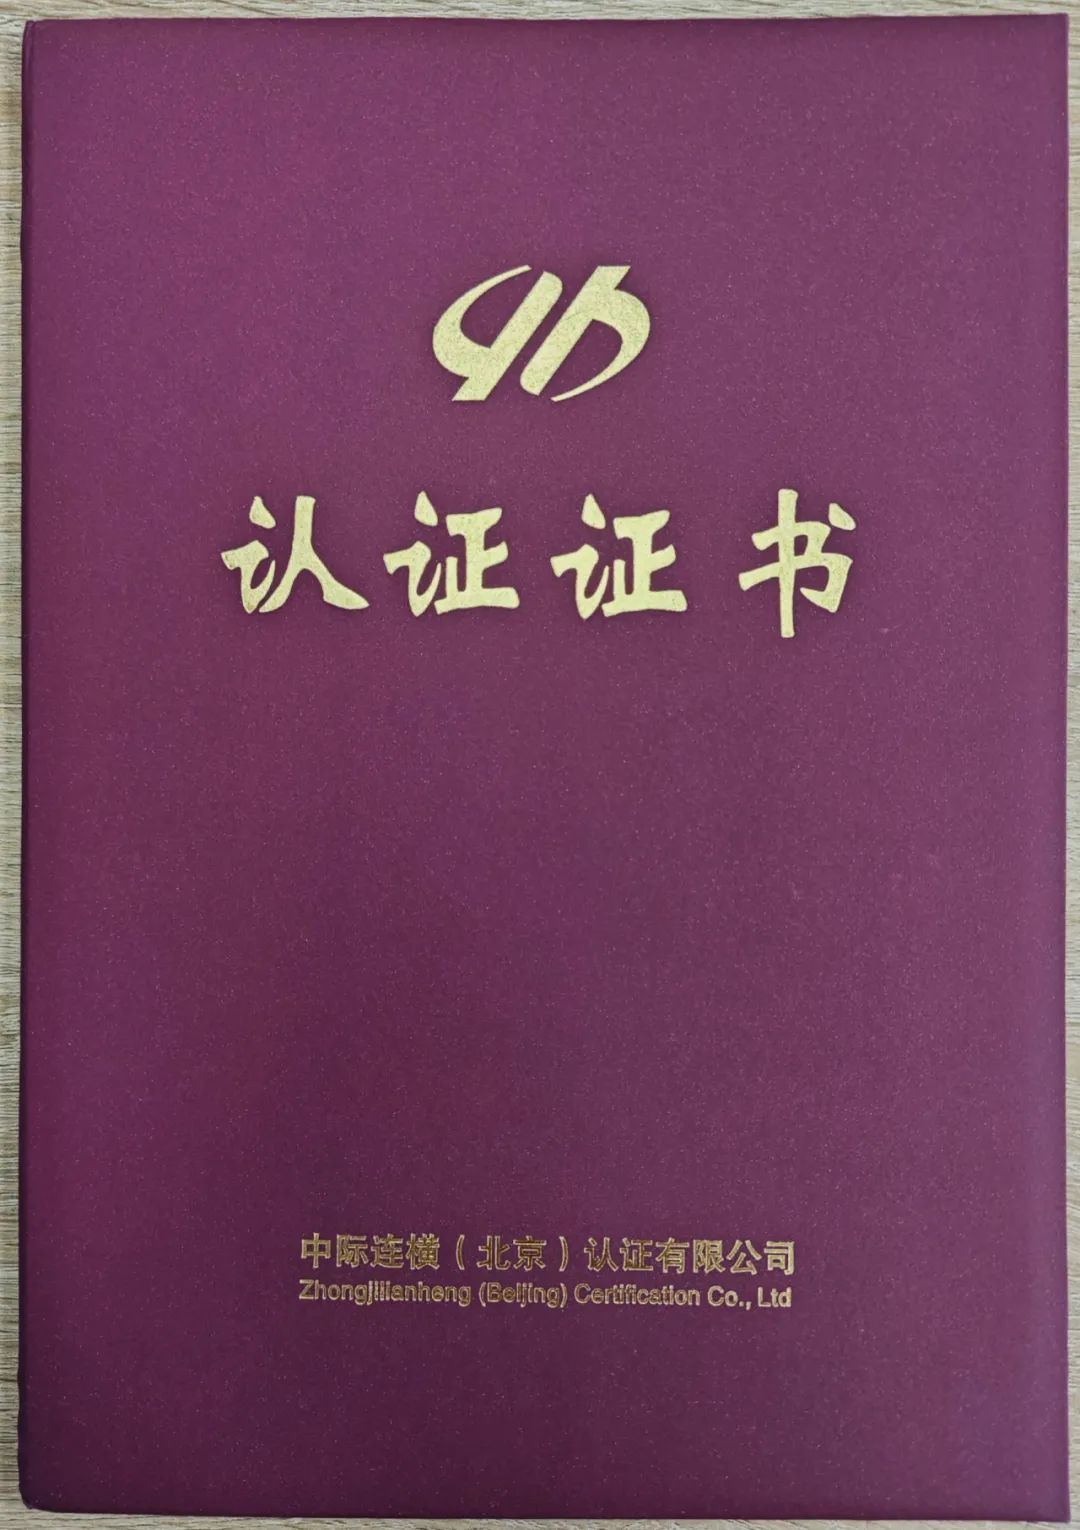 认证证书
中际连横（北京）认证有限公司
Zhongjilianheng (Beijing) Certification Co., Ltd